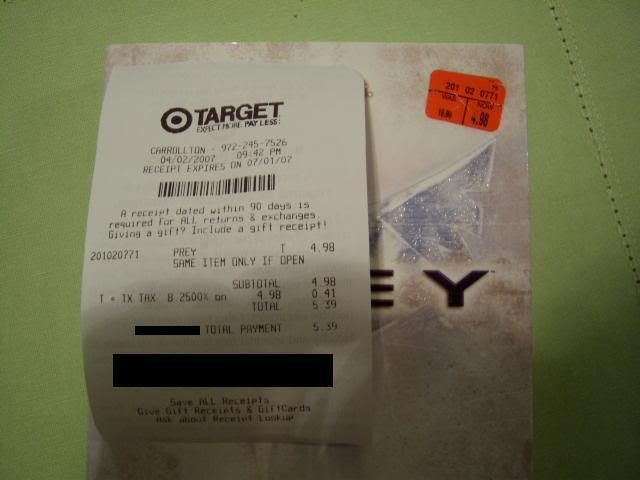 TARGET
EXPECT MORE. PAY LESS.
CARROLLTON - 972-245-7526
04/02/2007 09:42 PM
RECEIPT EXPIRES ON 07/01/07
A receipt dated within 90 days is
required for ALL returns & exchanges.
Giving a gift? Include a gift receipt!
201020771 PREY T 4.98
SAME ITEM ONLY IF OPEN
SUBTOTAL 4.98
T = TX TAX 8.2500% on 4.98 0.41
TOTAL 5.39
TOTAL PAYMENT 5.39
Save ALL Receipts
Give Gift Receipts & GiftCards
Ask about Receipt Lookup
201 02 0771
WAS NOW
19.99 4.98
EY